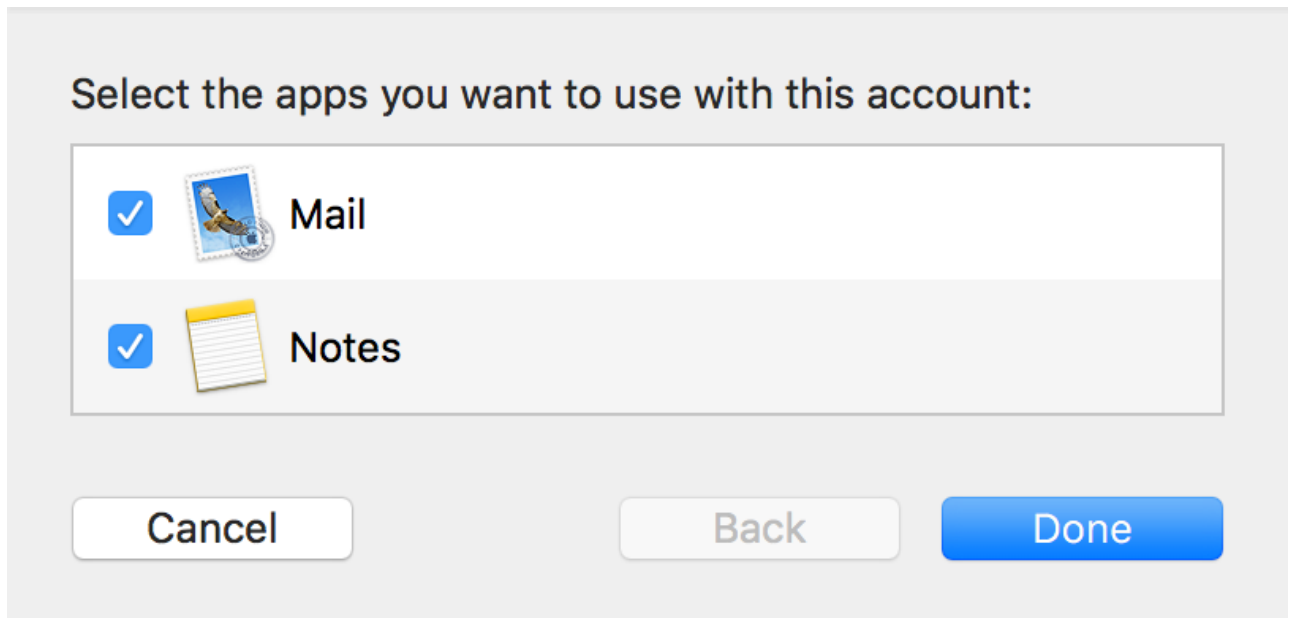 Select the apps you want to use with this account:
Mail
Notes
Cancel
Back
Done